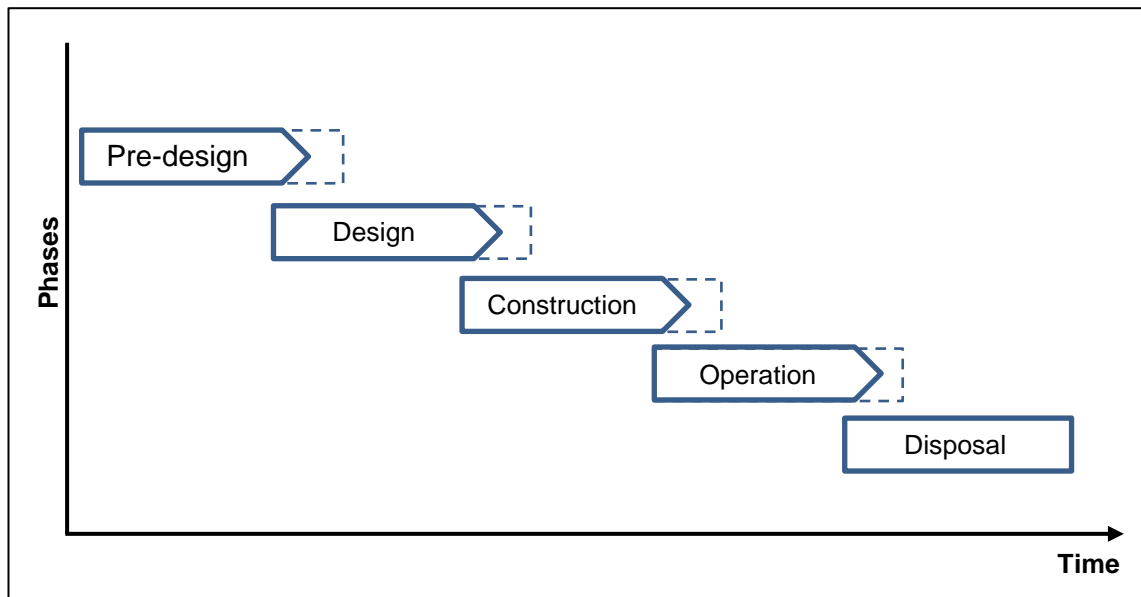 Phases
Pre-design
Design
Construction
Operation
Disposal
Time